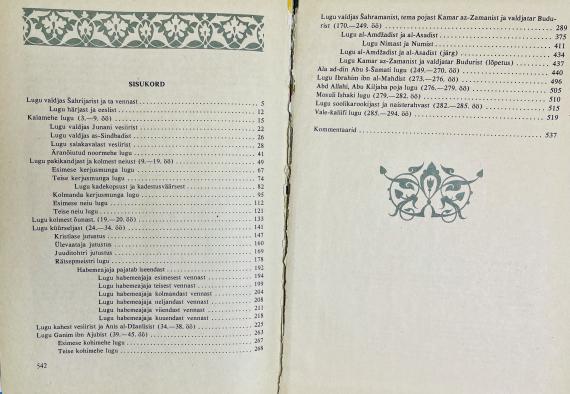 SISUKORD
Lugu valdjas Šahrijarist ja ta vennast 5
Lugu härjast ja eeslist 12
Kalamehe lugu (3.—9. öö) 15
Lugu valdjas Junani vesiirist 22
Lugu valdjas as-Sindbadist 26
Lugu salakavalast vesiirist 28
Äranõiutud noormehe lugu 41
Lugu pakikandjast ja kolmest neiust (9.—19. öö) 49
Esimese kerjusmunga lugu 67
Teise kerjusmunga lugu 74
Lugu kadekopsust ja kadestusväärsest 82
Kolmanda kerjusmunga lugu 95
Esimese neiu lugu 112
Teise neiu lugu 121
Lugu kolmest õunast. (19.—20. öö) 133
Lugu küürseljast (24.—34. öö) 141
Kristlase jutustus 147
Ülevaataja jutustus 160
Juuditohtri jutustus 169
Rätsepmeistri lugu 178
Habemeajaja pajatab iseendast 192
Lugu habemeajaja esimesest vennast 194
Lugu habemeajaja teisest vennast 199
Lugu habemeajaja kolmandast vennast 204
Lugu habemeajaja neljandast vennast 208
Lugu habemeajaja viiendast vennast 211
Lugu habemeajaja kuuendast vennast 218
Lugu kahest vesiirist ja Anis al-Džanlisist (34.—38. öö) 225
Lugu Ganim ibn Ajubist (39.—45. öö) 263
Esimese kohimehe lugu 267
Teise kohimehe lugu 268
542
Lugu valdjas Šahramanist, tema pojast Kamar az-Zamanist ja valdjatar Budu-
rist (170.—249. öö) 289
Lugu al-Amdžadist ja al-Asadist 375
Lugu Nimast ja Numist 411
Lugu al-Amdžadist ja al-Asadist (järg) 434
Lugu Kamar az-Zamanist ja valdjatar Budurist (lõpetus) 437
Ala ad-din Abu š-Šamati lugu (249.—270. öö) 440
Lugu Ibrahim ibn al-Mahdist (273.—276. öö) 496
Abd Allahi, Abu Kiljaba poja lugu (276.—279. öö) 505
Mosuli Ishaki lugu (279.—282. öö) 510
Lugu soolikarookijast ja naisterahvast (282.—285. öö) 515
Vale-kaliifi lugu (285.—294. öö) 519
Kommentaarid 537